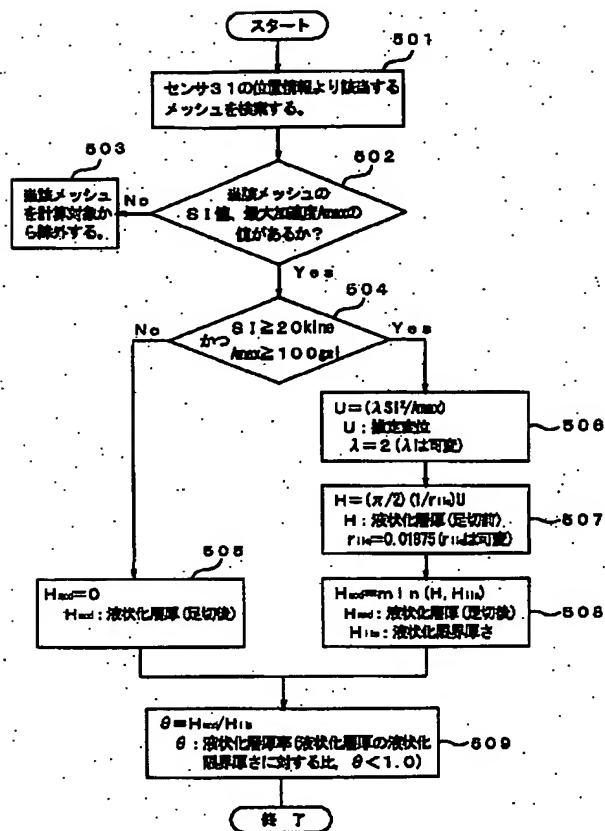 スタート
501
センサ31の位置情報より該当する
メッシュを検索する。
502
503
当該メッシュの
SI値、最大加速度Amaxの
値があるか?
No
当該メッシュ
を計算対象か
ら除外する。
Yes
504
SI≧20kine
かつ
Amax≧100gal
No
Yes
U=(λSI²/Amax)
U:推定変位
λ=2(λは可変)
506
H=(π/2)(1/rliq)U
H:液状化層厚(足切前)
rliq=0.01875(rliqは可変)
507
505
Hmod=0
Hmod:液状化層厚(足切後)
Hmod=min(H,Hlim)
Hmod:液状化層厚(足切後)
Hlim:液状化限界厚さ
508
θ=Hmod/Hlim
θ:液状化層厚率(液状化層厚の液状化
限界厚さに対する比, θ<1.0)
509
終了